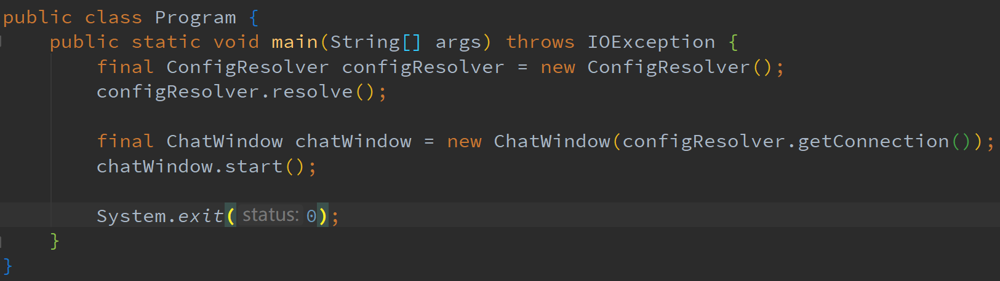 public class Program {
public static void main(String[] args) throws IOException {
final ConfigResolver configResolver = new ConfigResolver();
configResolver.resolve();
final ChatWindow chatWindow = new ChatWindow(configResolver.getConnection());
chatWindow.start();
System.exit( status: 0);
}
}